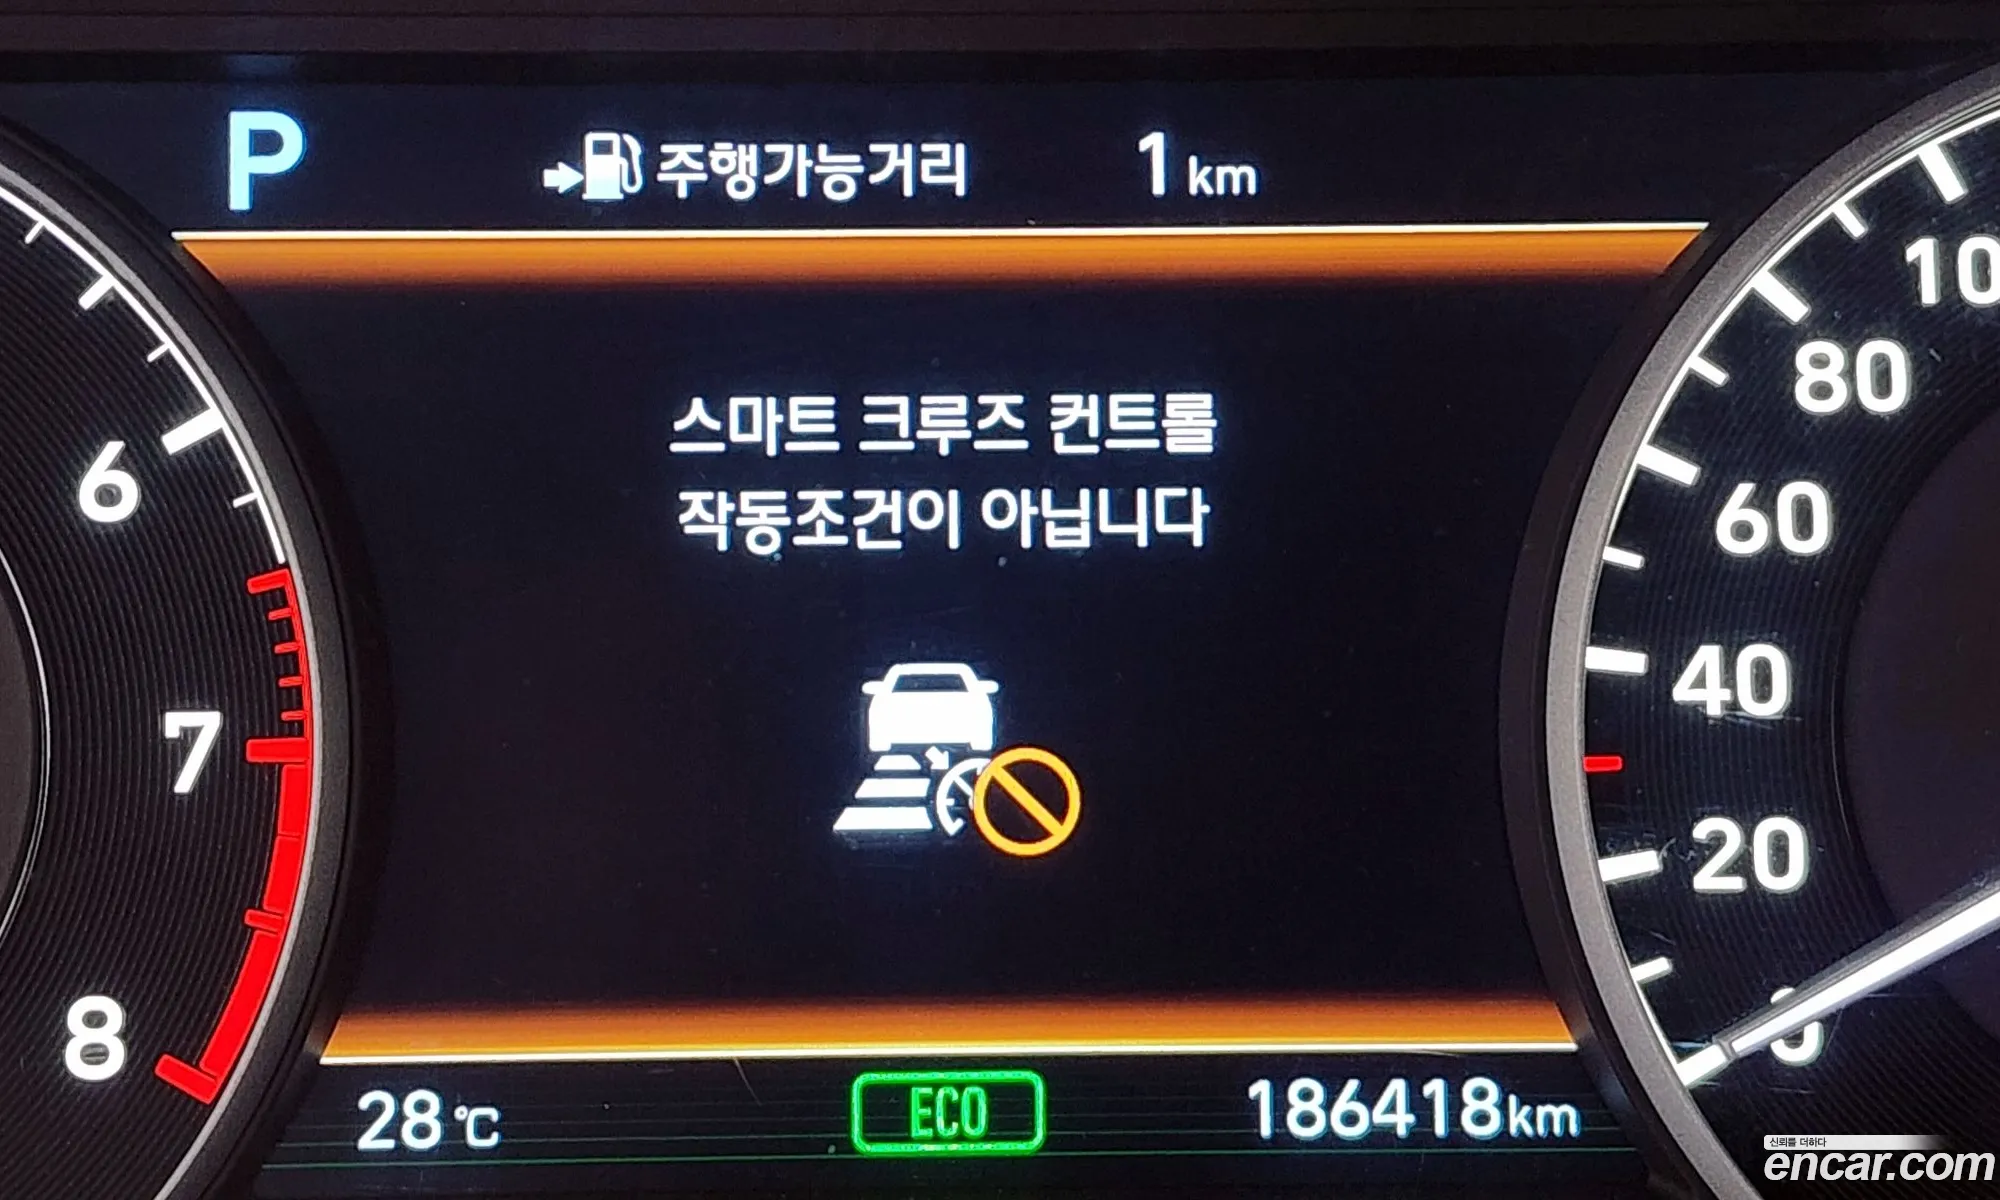 P
주행가능거리 1 km
스마트 크루즈 컨트롤
작동조건이 아닙니다
6
7
8
100
80
60
40
20
0
28℃
ECO
186418km
신뢰를 더하다
encar.com